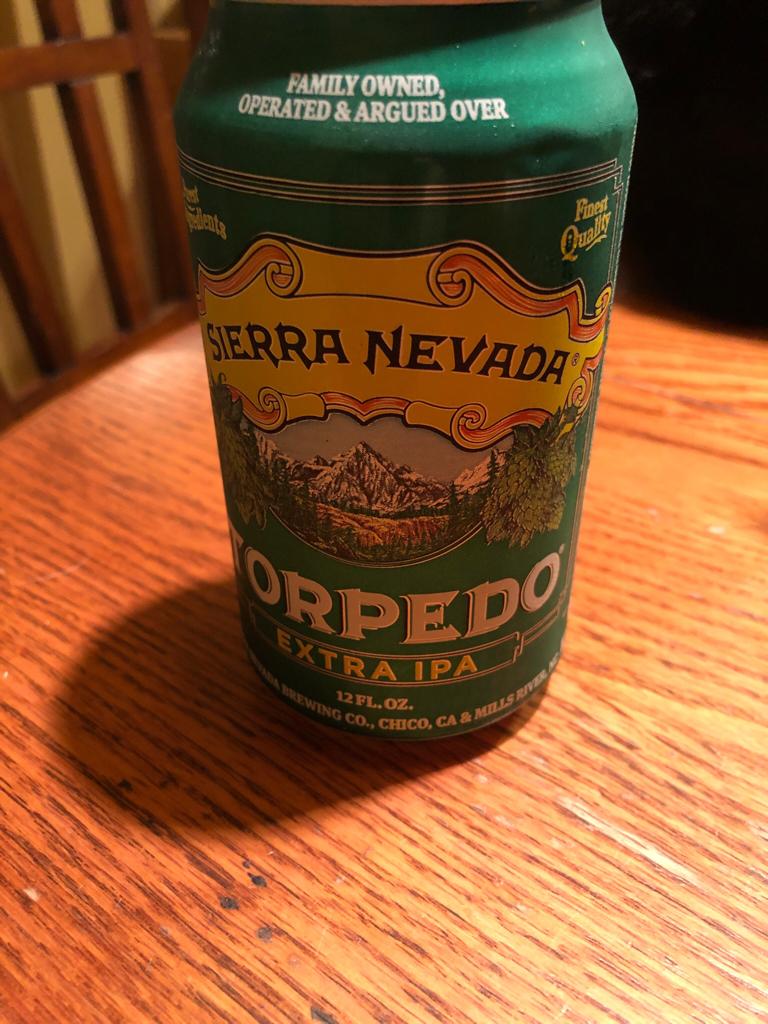 FAMILY OWNED,
OPERATED & ARGUED OVER
Finest
Quality
SIERRA NEVADA®
TORPEDO®
EXTRA IPA
12 FL. OZ.
BREWING CO., CHICO, CA & MILLS RIVER,